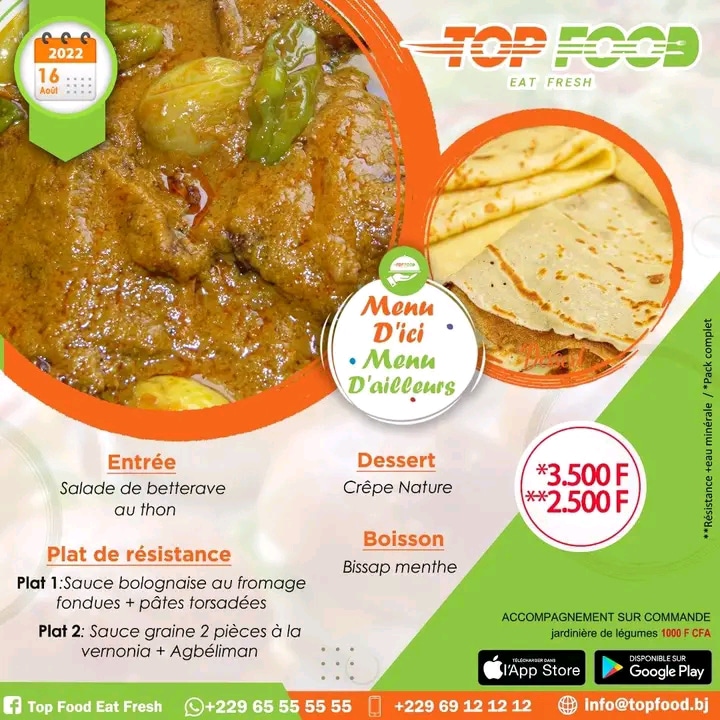 2022
16
Août
TOP FOOD
EAT FRESH
TOP FOOD
Menu
D'ici
Menu
D'ailleurs
Entrée
Salade de betterave
au thon
Plat de résistance
Plat 1:Sauce bolognaise au fromage
fondues + pâtes torsadées
Plat 2: Sauce graine 2 pièces à la
vernonia + Agbéliman
Dessert
Crêpe Nature
Boisson
Bissap menthe
*3.500 F
**2.500 F
**Résistance +eau minérale / *Pack complet
ACCOMPAGNEMENT SUR COMMANDE
jardinière de légumes 1000 F CFA
TÉLÉCHARGER DANS
l'App Store
DISPONIBLE SUR
Google Play
Top Food Eat Fresh
+229 65 55 55 55
+229 69 12 12 12
info@topfood.bj